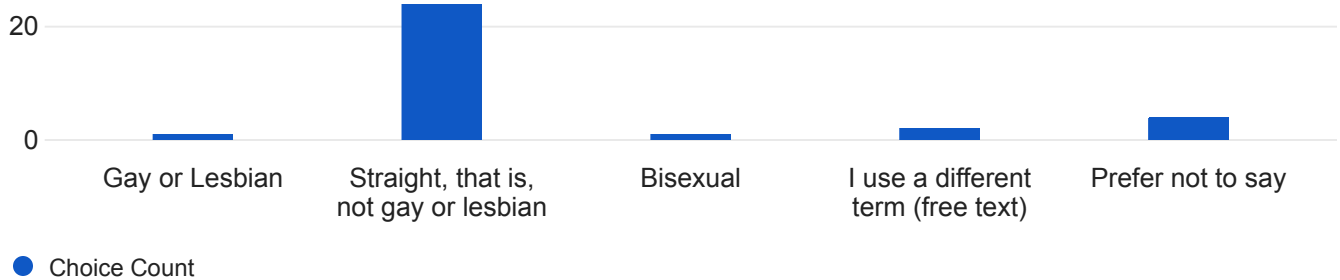 20
0
Gay or Lesbian
Straight, that is,
not gay or lesbian
Bisexual
I use a different
term (free text)
Prefer not to say
Choice Count